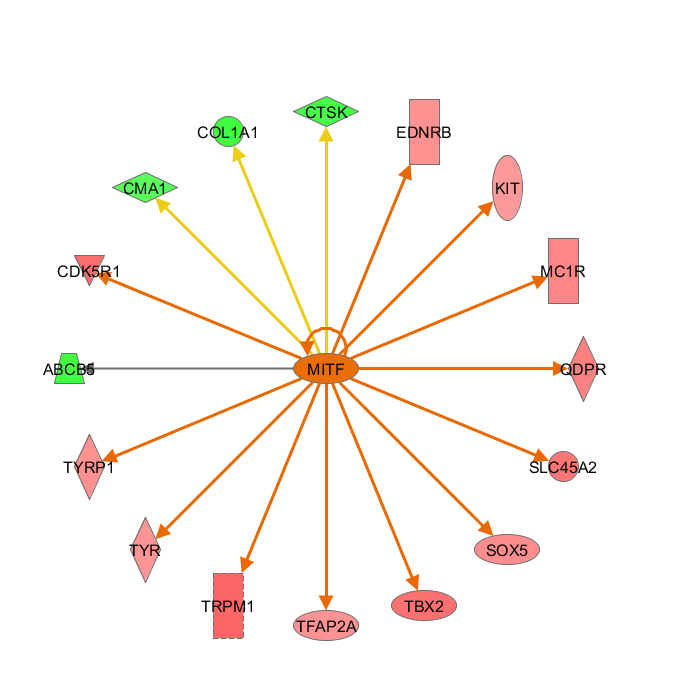 CTSK
COL1A1
EDNRB
CMA1
KIT
CDK5R1
MC1R
ABCB5
MITF
QDPR
TYRP1
SLC45A2
TYR
SOX5
TRPM1
TBX2
TFAP2A